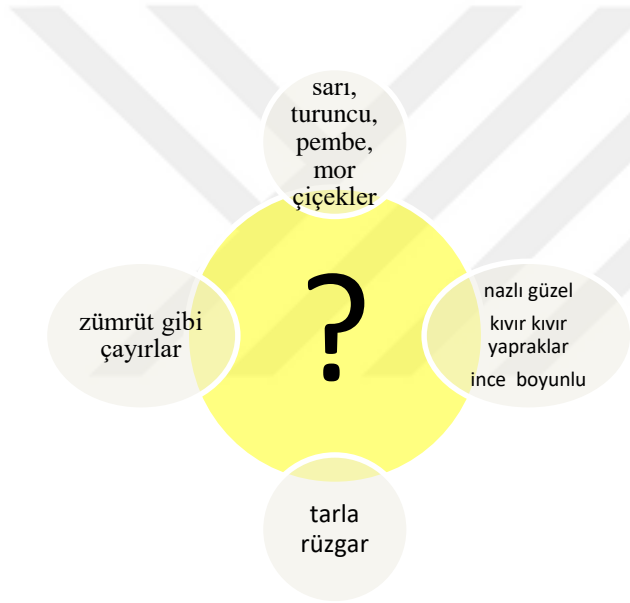 sarı,
turuncu,
pembe,
mor
çiçekler
zümrüt gibi
çayırlar
?
nazlı güzel
kıvır kıvır
yapraklar
ince boyunlu
tarla
rüzgar